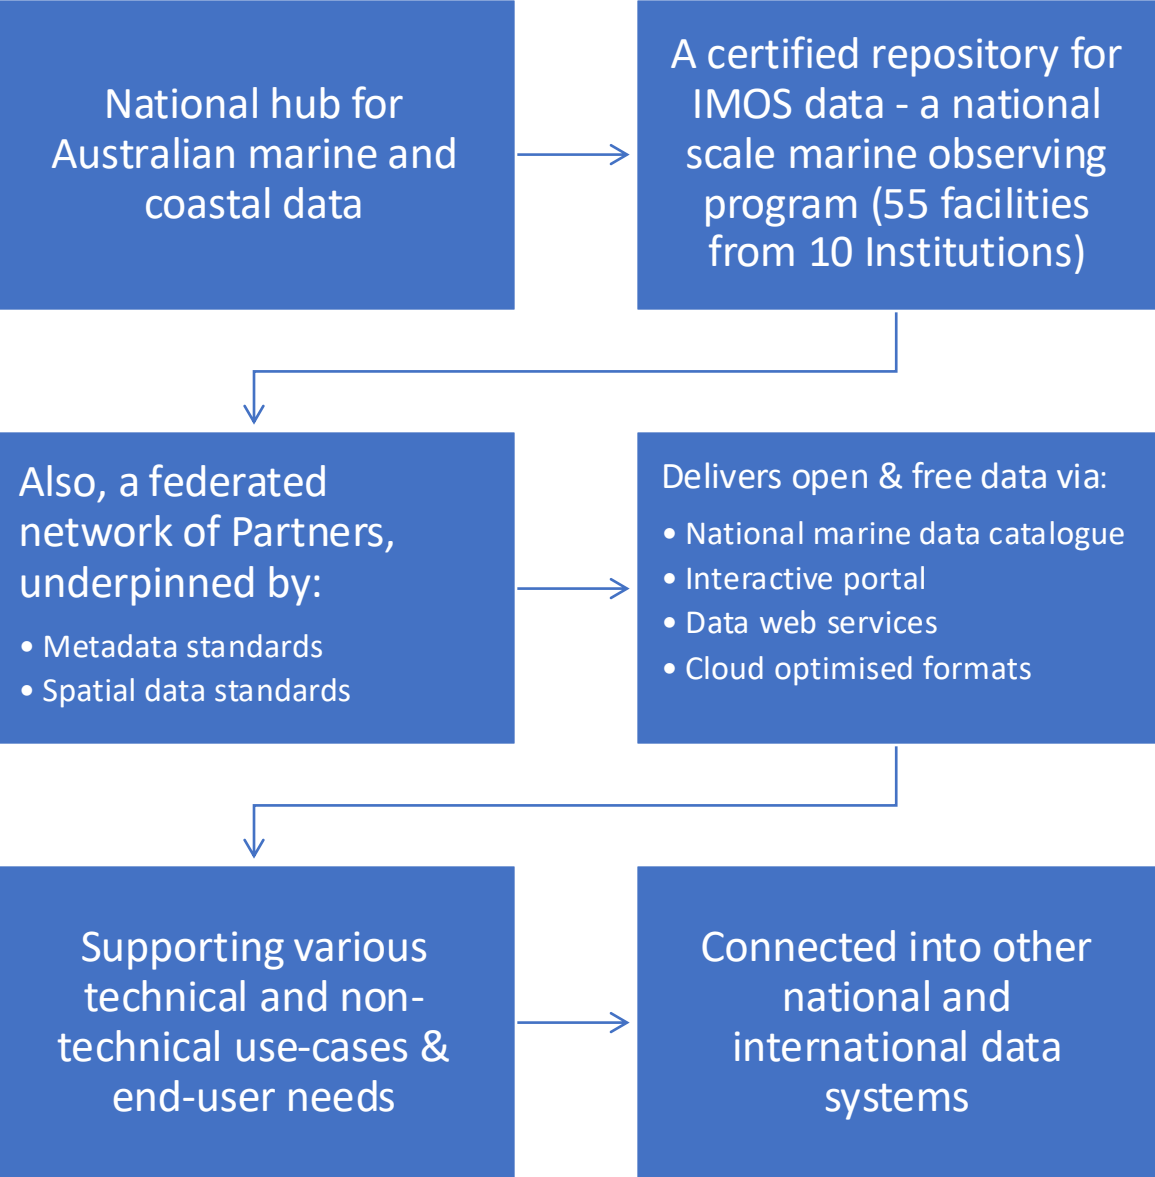 National hub for
Australian marine and
coastal data
A certified repository for
IMOS data - a national
scale marine observing
program (55 facilities
from 10 Institutions)
Also, a federated
network of Partners,
underpinned by:
• Metadata standards
• Spatial data standards
Delivers open & free data via:
• National marine data catalogue
• Interactive portal
• Data web services
• Cloud optimised formats
Supporting various
technical and non-
technical use-cases &
end-user needs
Connected into other
national and
international data
systems